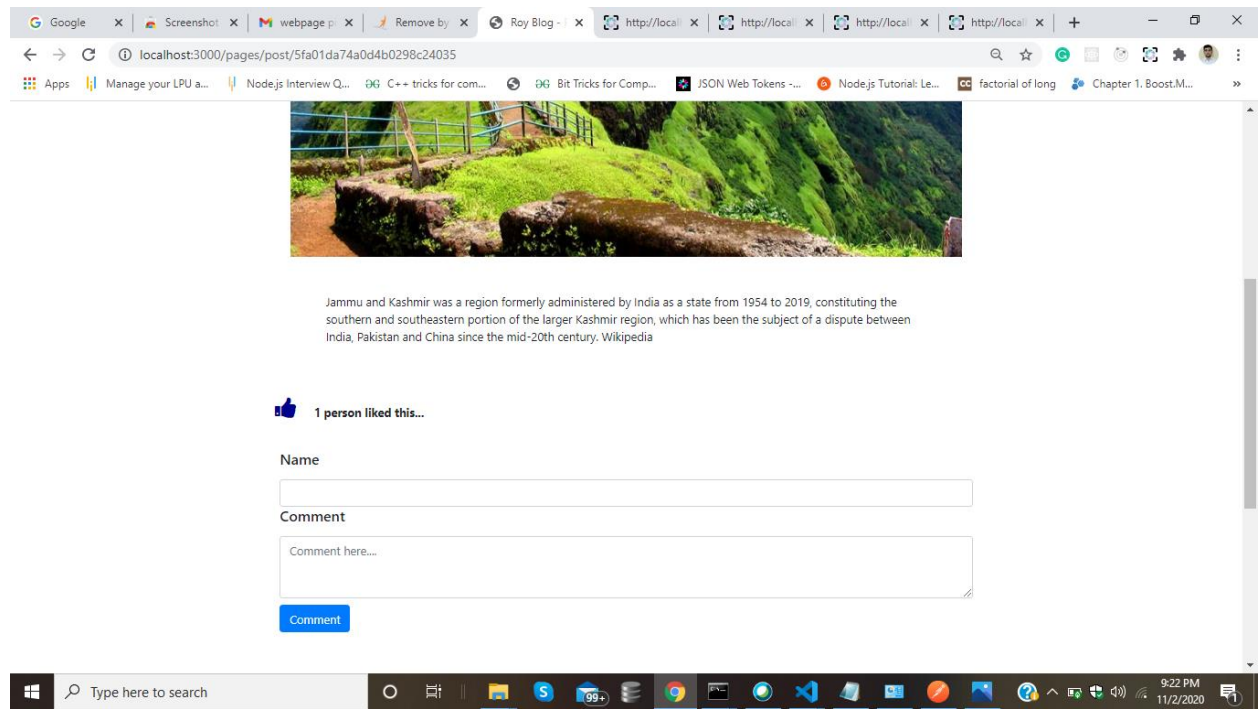 Google
Screenshot
webpage p
Remove by
Roy Blog -
http://locall
http://locall
http://locall
http://locall
localhost:3000/pages/post/5fa01da74a0d4b0298c24035
Apps
Manage your LPU a...
Node.js Interview Q...
C++ tricks for com...
Bit Tricks for Comp...
JSON Web Tokens -...
Node.js Tutorial: Le...
factorial of long
Chapter 1. Boost.M...
»
Jammu and Kashmir was a region formerly administered by India as a state from 1954 to 2019, constituting the
southern and southeastern portion of the larger Kashmir region, which has been the subject of a dispute between
India, Pakistan and China since the mid-20th century. Wikipedia
1 person liked this...
Name
Comment
Comment here....
Comment
Type here to search
99+
9:22 PM
11/2/2020